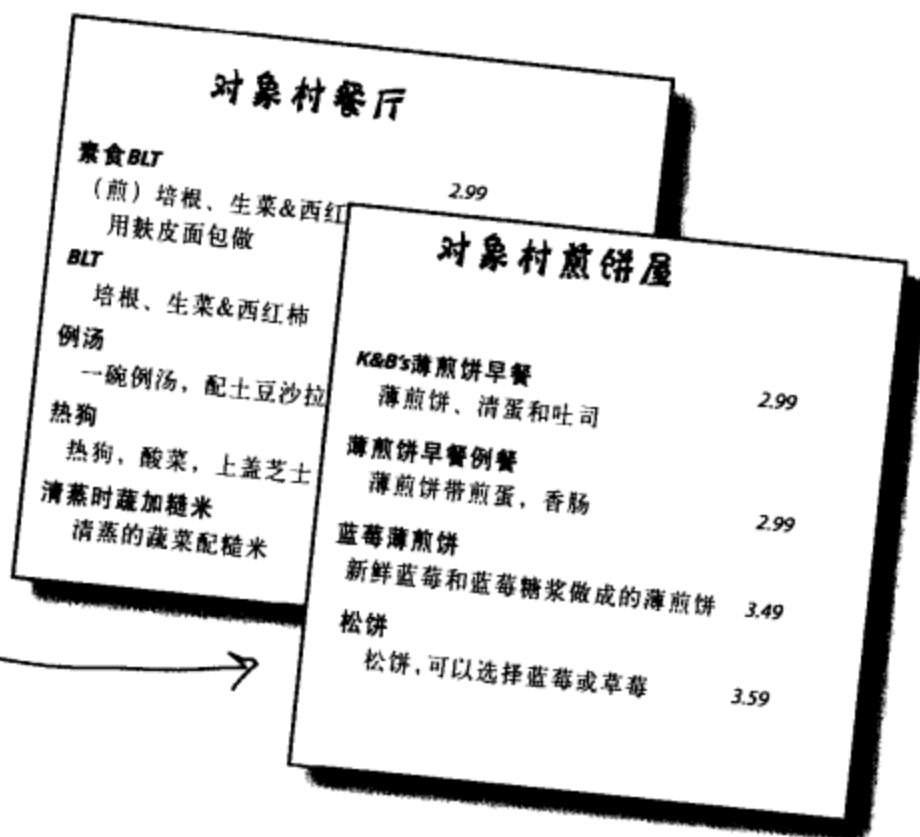 对象村餐厅
素食BLT
（煎）培根、生菜&西红 2.99
用麸皮面包做
BLT
培根、生菜&西红柿
例汤
一碗例汤，配土豆沙拉
热狗
热狗，酸菜，上盖芝士
清蒸时蔬加糙米
清蒸的蔬菜配糙米
对象村煎饼屋
K&B's薄煎饼早餐
薄煎饼、清蛋和吐司 2.99
薄煎饼早餐例餐
薄煎饼带煎蛋，香肠 2.99
蓝莓薄煎饼
新鲜蓝莓和蓝莓糖浆做成的薄煎饼 3.49
松饼
松饼，可以选择蓝莓或草莓 3.59